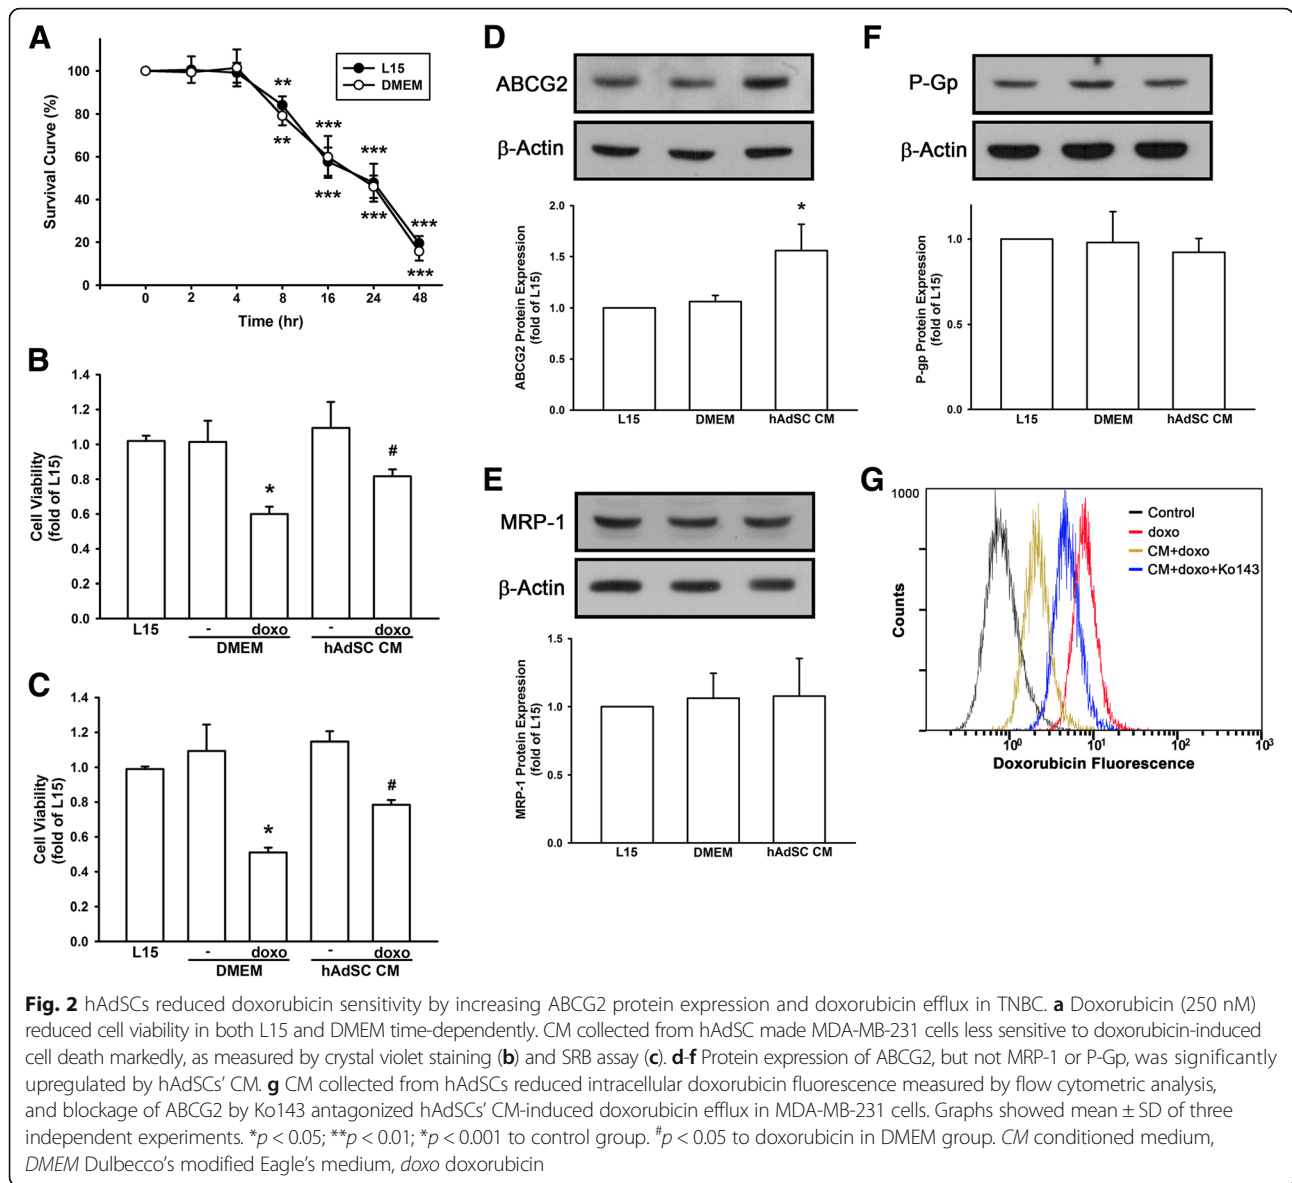 A
Survival Curve (%)
100
80
60
40
20
0
L15
DMEM
**
**
***
***
***
***
***
***
0 2 4 8 16 24 48
Time (hr)
B
Cell Viability
(fold of L15)
1.4
1.2
1.0
0.8
0.6
0.4
0.2
0.0
*
#
L15 - doxo - doxo
DMEM hAdSC CM
C
Cell Viability
(fold of L15)
1.4
1.2
1.0
0.8
0.6
0.4
0.2
0.0
*
#
L15 - doxo - doxo
DMEM hAdSC CM
D
ABCG2
β-Actin
ABCG2 Protein Expression
(fold of L15)
2.0
1.5
1.0
0.5
0.0
*
L15 DMEM hAdSC CM
E
MRP-1
β-Actin
MRP-1 Protein Expression
(fold of L15)
1.5
1.0
0.5
0.0
L15 DMEM hAdSC CM
F
P-Gp
β-Actin
P-gp Protein Expression
(fold of L15)
1.0
0.5
0.0
L15 DMEM hAdSC CM
G
1000
Counts
Control
doxo
CM+doxo
CM+doxo+Ko143
10⁰ 10¹ 10² 10³
Doxorubicin Fluorescence
Fig. 2 hAdSCs reduced doxorubicin sensitivity by increasing ABCG2 protein expression and doxorubicin efflux in TNBC. a Doxorubicin (250 nM)
reduced cell viability in both L15 and DMEM time-dependently. CM collected from hAdSC made MDA-MB-231 cells less sensitive to doxorubicin-induced
cell death markedly, as measured by crystal violet staining (b) and SRB assay (c). d-f Protein expression of ABCG2, but not MRP-1 or P-Gp, was significantly
upregulated by hAdSCs’ CM. g CM collected from hAdSCs reduced intracellular doxorubicin fluorescence measured by flow cytometric analysis,
and blockage of ABCG2 by Ko143 antagonized hAdSCs’ CM-induced doxorubicin efflux in MDA-MB-231 cells. Graphs showed mean ± SD of three
independent experiments. *p < 0.05; **p < 0.01; *p < 0.001 to control group. #p < 0.05 to doxorubicin in DMEM group. CM conditioned medium,
DMEM Dulbecco’s modified Eagle’s medium, doxo doxorubicin